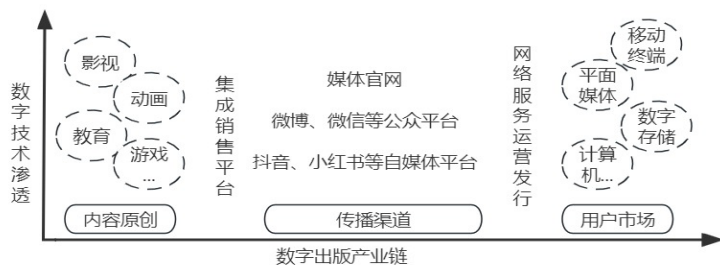 数字技术渗透
影视
动画
教育
游戏
...
内容原创
集成销售平台
媒体官网
微博、微信等公众平台
抖音、小红书等自媒体平台
传播渠道
网络服务运营发行
移动
终端
平面
媒体
数字
存储
计算
机...
用户市场
数字出版产业链